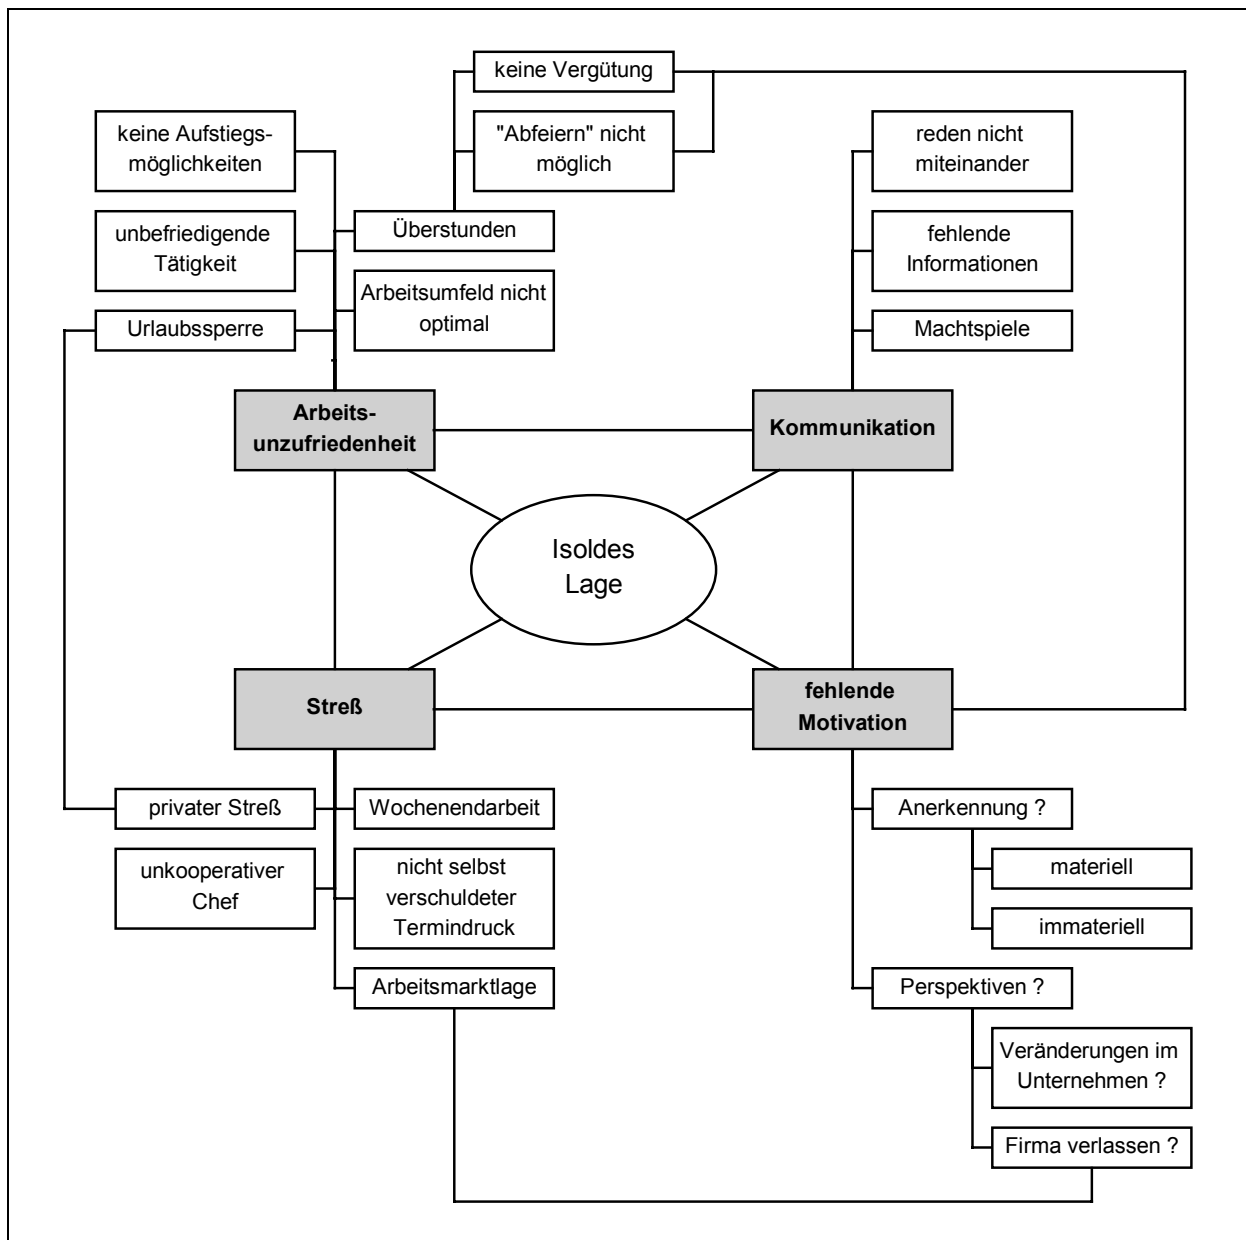 keine Vergütung
keine Aufstiegs-
möglichkeiten
"Abfeiern" nicht
möglich
reden nicht
miteinander
unbefriedigende
Tätigkeit
Überstunden
fehlende
Informationen
Arbeitsumfeld nicht
optimal
Urlaubssperre
Machtspiele
Arbeits-
unzufriedenheit
Kommunikation
Isoldes
Lage
Streß
fehlende
Motivation
privater Streß
Wochenendarbeit
Anerkennung ?
unkooperativer
Chef
nicht selbst
verschuldeter
Termindruck
materiell
immateriell
Arbeitsmarktlage
Perspektiven ?
Veränderungen im
Unternehmen ?
Firma verlassen ?